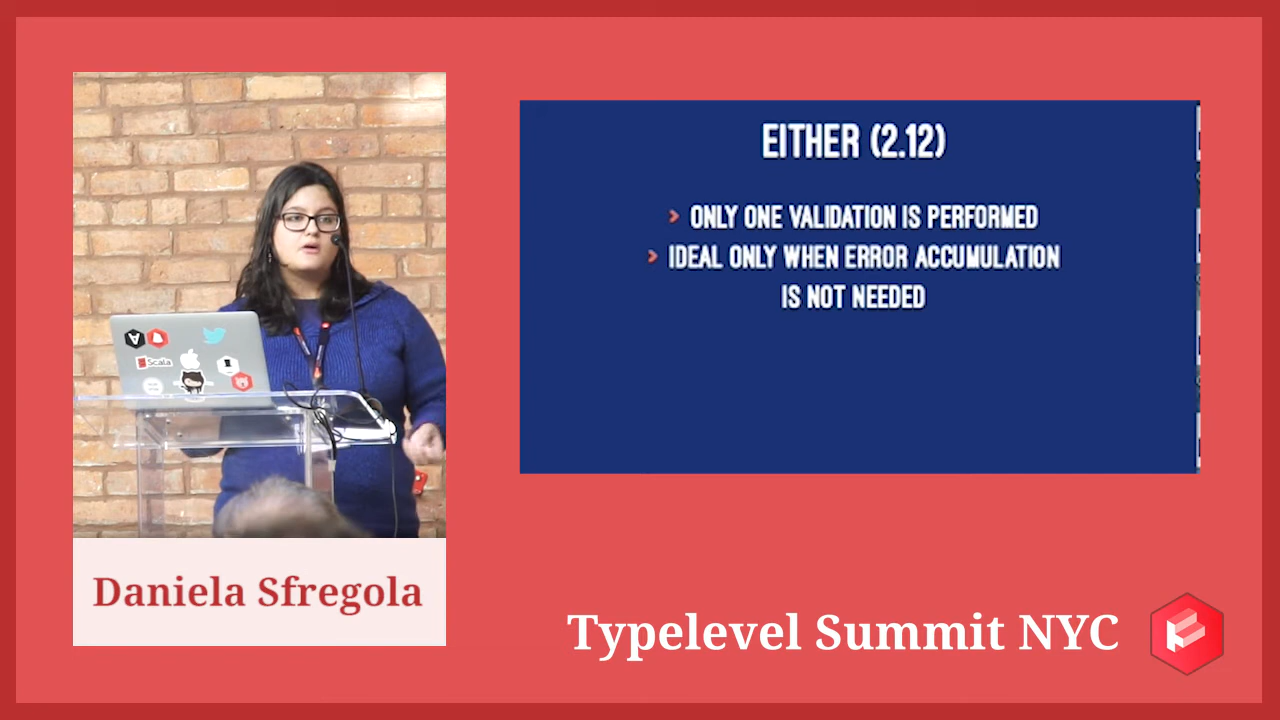 EITHER (2.12)
ONLY ONE VALIDATION IS PERFORMED
IDEAL ONLY WHEN ERROR ACCUMULATION
IS NOT NEEDED
Scala
Daniela Sfregola
Typelevel Summit NYC